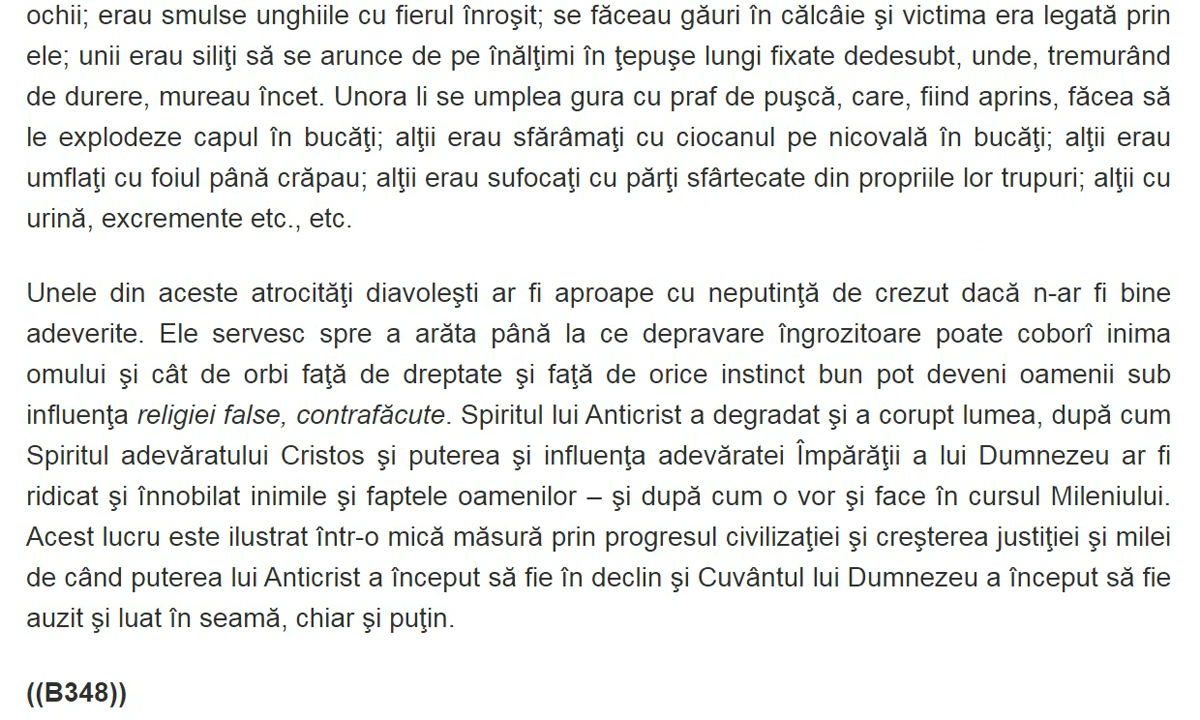 ochii; erau smulse unghiile cu fierul înroşit; se făceau găuri în călcâie şi victima era legată prin
ele; unii erau siliţi să se arunce de pe înălţimi în ţepuşe lungi fixate dedesubt, unde, tremurând
de durere, mureau încet. Unora li se umplea gura cu praf de puşcă, care, fiind aprins, făcea să
le explodeze capul în bucăţi; alţii erau sfărâmaţi cu ciocanul pe nicovală în bucăţi; alţii erau
umflaţi cu foiul până crăpau; alţii erau sufocaţi cu părţi sfârtecate din propriile lor trupuri; alţii cu
urină, excremente etc., etc.
Unele din aceste atrocităţi diavoleşti ar fi aproape cu neputinţă de crezut dacă n-ar fi bine
adeverite. Ele servesc spre a arăta până la ce depravare îngrozitoare poate coborî inima
omului şi cât de orbi faţă de dreptate şi faţă de orice instinct bun pot deveni oamenii sub
influenţa religiei false, contrafăcute. Spiritul lui Anticrist a degradat şi a corupt lumea, după cum
Spiritul adevăratului Cristos şi puterea şi influenţa adevăratei Împărăţii a lui Dumnezeu ar fi
ridicat şi înnobilat inimile şi faptele oamenilor – şi după cum o vor şi face în cursul Mileniului.
Acest lucru este ilustrat într-o mică măsură prin progresul civilizaţiei şi creşterea justiţiei şi milei
de când puterea lui Anticrist a început să fie în declin şi Cuvântul lui Dumnezeu a început să fie
auzit şi luat în seamă, chiar şi puţin.
((B348))